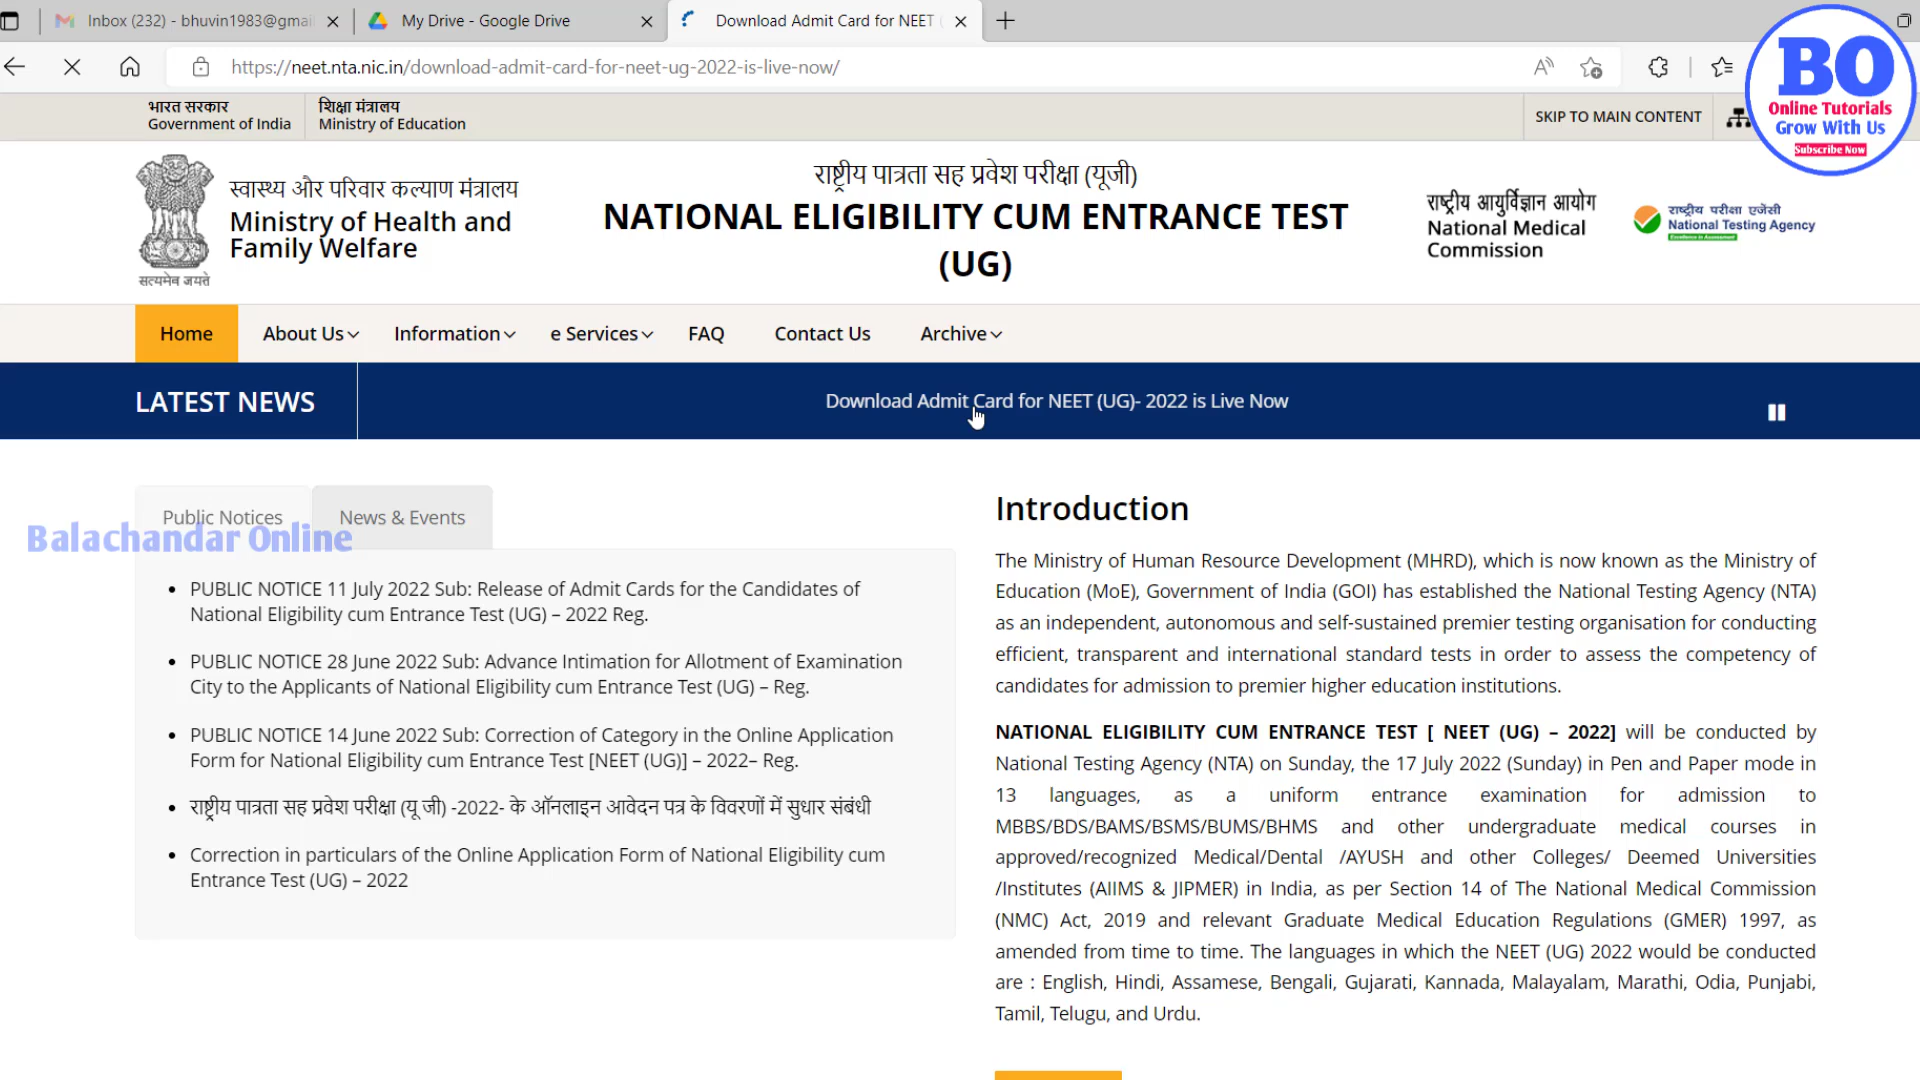 Inbox (232) - bhuvin1983@gmai
My Drive - Google Drive
Download Admit Card for NEET (
https://neet.nta.nic.in/download-admit-card-for-neet-ug-2022-is-live-now/
BO
Online Tutorials
Grow With Us
Subscribe Now
भारत सरकार
Government of India
शिक्षा मंत्रालय
Ministry of Education
SKIP TO MAIN CONTENT
सत्यमेव जयते
स्वास्थ्य और परिवार कल्याण मंत्रालय
Ministry of Health and
Family Welfare
राष्ट्रीय पात्रता सह प्रवेश परीक्षा (यूजी)
NATIONAL ELIGIBILITY CUM ENTRANCE TEST
(UG)
राष्ट्रीय आयुर्विज्ञान आयोग
National Medical
Commission
राष्ट्रीय परीक्षा एजेंसी
National Testing Agency
Excellence in Assessment
Home
About Us
Information
e Services
FAQ
Contact Us
Archive
LATEST NEWS
Download Admit Card for NEET (UG)- 2022 is Live Now
Public Notices
News & Events
Balachandar Online
• PUBLIC NOTICE 11 July 2022 Sub: Release of Admit Cards for the Candidates of
National Eligibility cum Entrance Test (UG) – 2022 Reg.
• PUBLIC NOTICE 28 June 2022 Sub: Advance Intimation for Allotment of Examination
City to the Applicants of National Eligibility cum Entrance Test (UG) – Reg.
• PUBLIC NOTICE 14 June 2022 Sub: Correction of Category in the Online Application
Form for National Eligibility cum Entrance Test [NEET (UG)] – 2022– Reg.
• राष्ट्रीय पात्रता सह प्रवेश परीक्षा (यू जी) -2022- के ऑनलाइन आवेदन पत्र के विवरणों में सुधार संबंधी
• Correction in particulars of the Online Application Form of National Eligibility cum
Entrance Test (UG) – 2022
Introduction
The Ministry of Human Resource Development (MHRD), which is now known as the Ministry of
Education (MoE), Government of India (GOI) has established the National Testing Agency (NTA)
as an independent, autonomous and self-sustained premier testing organisation for conducting
efficient, transparent and international standard tests in order to assess the competency of
candidates for admission to premier higher education institutions.
NATIONAL ELIGIBILITY CUM ENTRANCE TEST [ NEET (UG) – 2022] will be conducted by
National Testing Agency (NTA) on Sunday, the 17 July 2022 (Sunday) in Pen and Paper mode in
13 languages, as a uniform entrance examination for admission to
MBBS/BDS/BAMS/BSMS/BUMS/BHMS and other undergraduate medical courses in
approved/recognized Medical/Dental /AYUSH and other Colleges/ Deemed Universities
/Institutes (AIIMS & JIPMER) in India, as per Section 14 of The National Medical Commission
(NMC) Act, 2019 and relevant Graduate Medical Education Regulations (GMER) 1997, as
amended from time to time. The languages in which the NEET (UG) 2022 would be conducted
are : English, Hindi, Assamese, Bengali, Gujarati, Kannada, Malayalam, Marathi, Odia, Punjabi,
Tamil, Telugu, and Urdu.